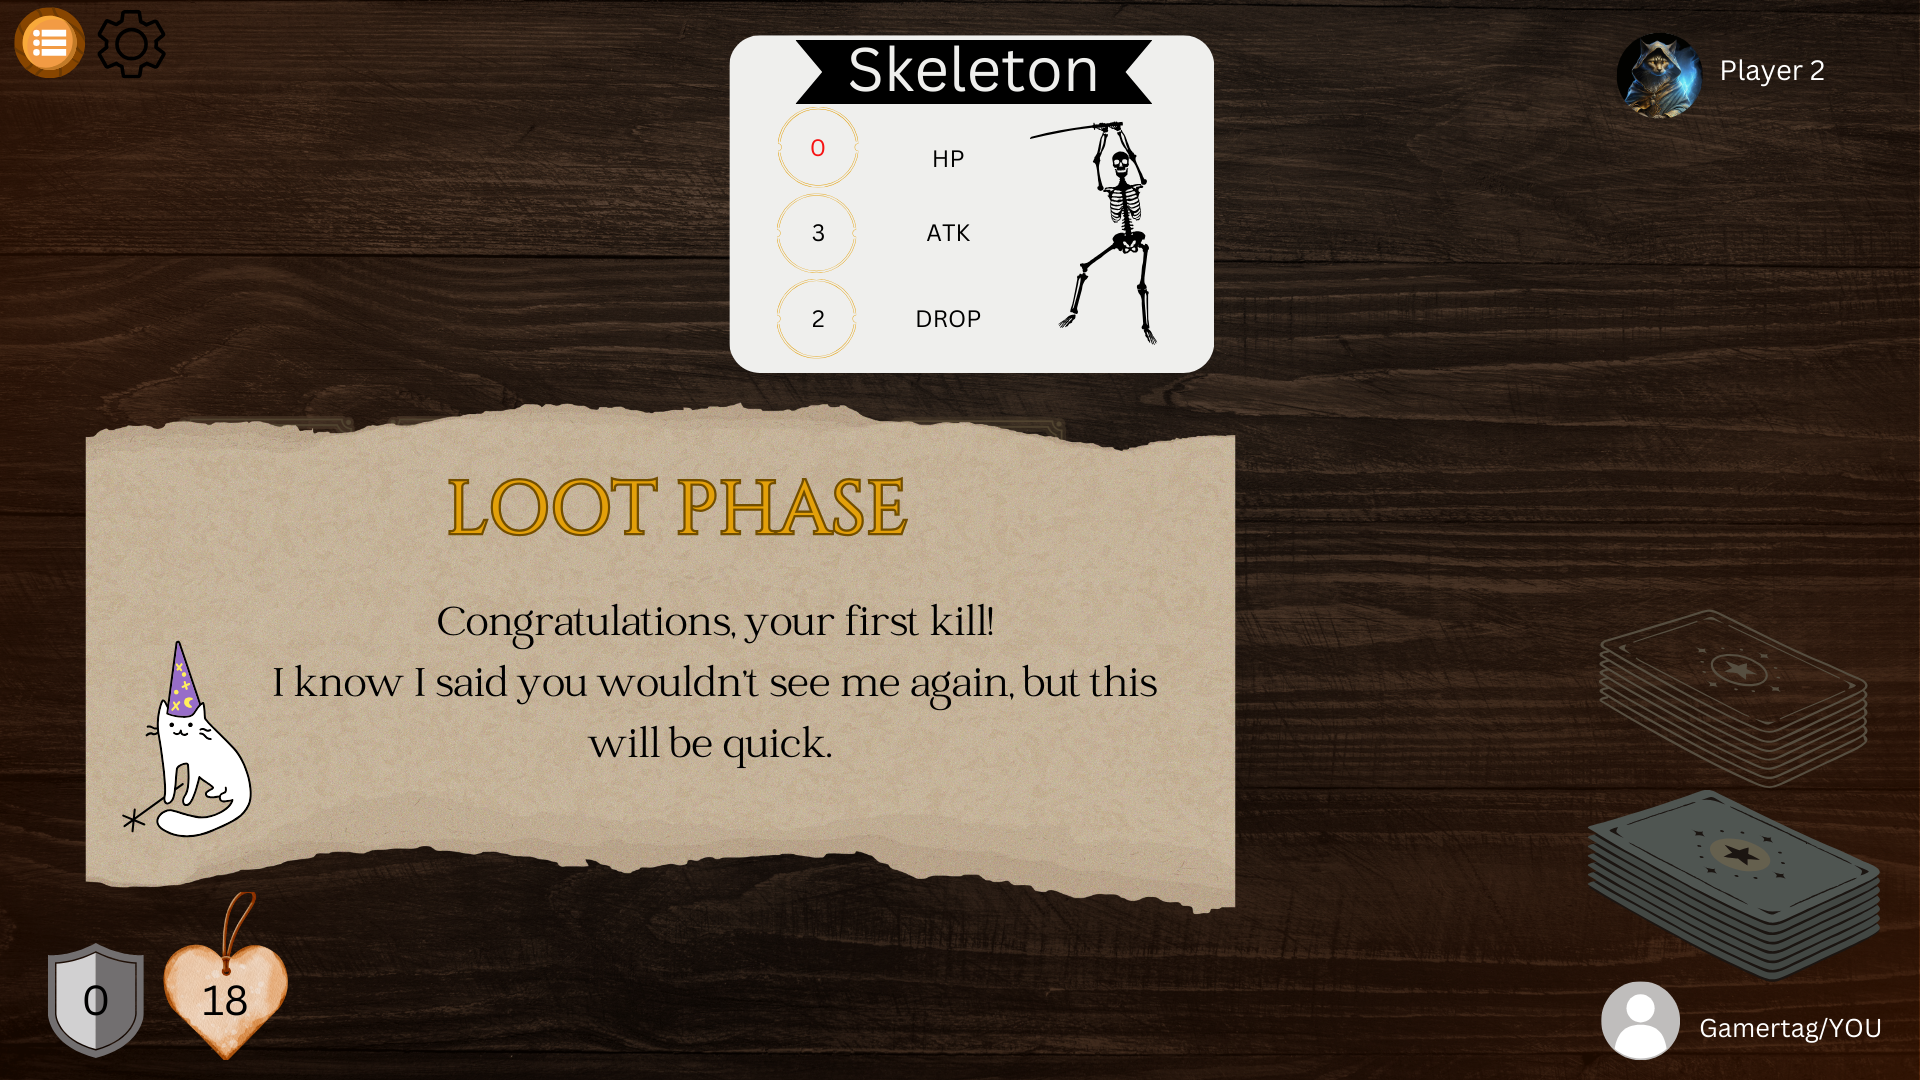 Skeleton
Player 2
0 HP
3 ATK
2 DROP
LOOT PHASE
Congratulations, your first kill!
I know I said you wouldn't see me again, but this
will be quick.
0
18
Gamertag/YOU